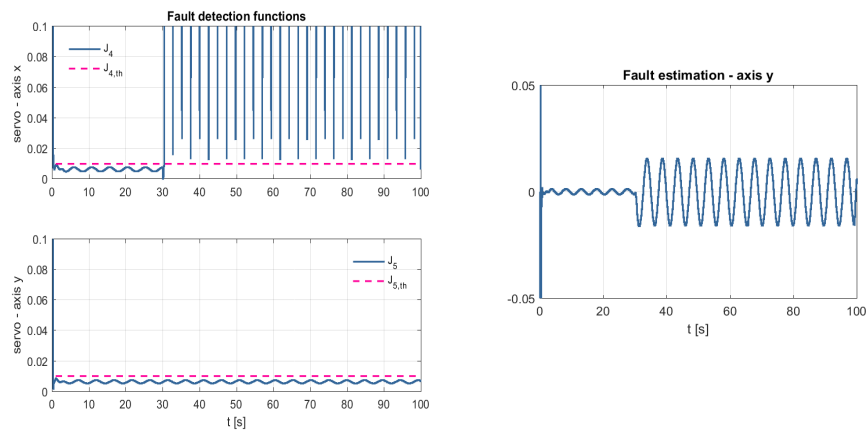 Fault detection functions
0.1
0.08
0.06
0.04
0.02
0
servo - axis x
J4
J4,th
0 10 20 30 40 50 60 70 80 90 100
0.1
0.08
0.06
0.04
0.02
0
servo - axis y
J5
J5,th
0 10 20 30 40 50 60 70 80 90 100
t [s]
Fault estimation - axis y
0.05
0
-0.05
0 20 40 60 80 100
t [s]